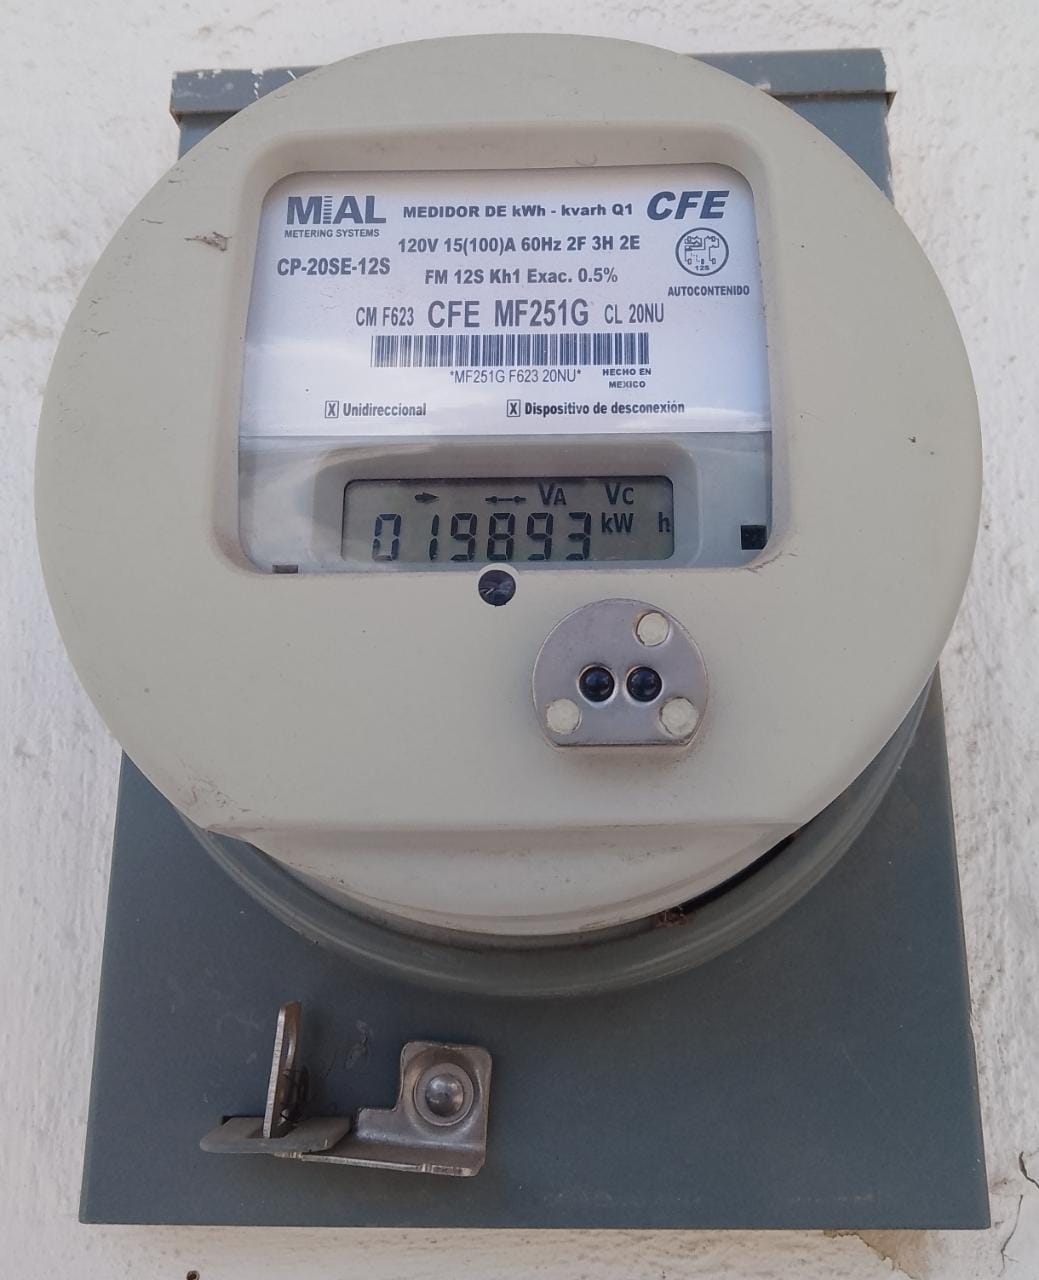 MIAL
METERING SYSTEMS
MEDIDOR DE kWh - kvarh Q1
CFE
120V 15(100)A 60Hz 2F 3H 2E
CP-20SE-12S
FM 12S Kh1 Exac. 0.5%
12S
AUTOCONTENIDO
CM F623 CFE MF251G CL 20NU
*MF251G F623 20NU*
HECHO EN
MEXICO
X Unidireccional
X Dispositivo de desconexión
VA VC
019893 kW h